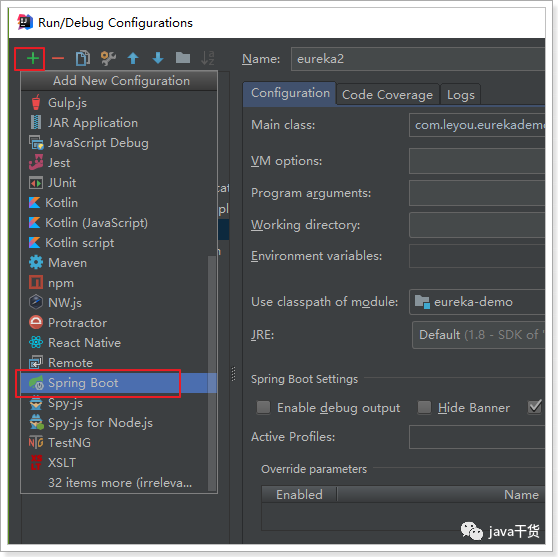 Run/Debug Configurations
Name: eureka2
Add New Configuration
Gulp.js
JAR Application
JavaScript Debug
Jest
JUnit
Kotlin
Kotlin (JavaScript)
Kotlin script
Maven
npm
NW.js
Protractor
React Native
Remote
Spring Boot
Spy-js
Spy-js for Node.js
TestNG
XSLT
32 items more (irreleva...
Configuration Code Coverage Logs
Main class: com.leyou.eurekademo
VM options:
Program arguments:
Working directory:
Environment variables:
Use classpath of module: eureka-demo
JRE: Default (1.8 - SDK of '
Spring Boot Settings
Enable debug output Hide Banner
Active Profiles:
Override parameters
Enabled Name
java干货